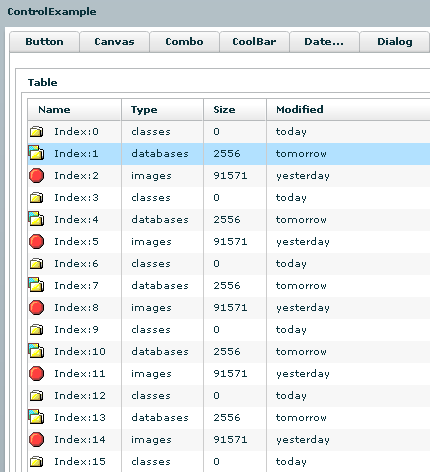 ControlExample
Button Canvas Combo CoolBar Date... Dialog
Table
Name Type Size Modified
Index:0 classes 0 today
Index:1 databases 2556 tomorrow
Index:2 images 91571 yesterday
Index:3 classes 0 today
Index:4 databases 2556 tomorrow
Index:5 images 91571 yesterday
Index:6 classes 0 today
Index:7 databases 2556 tomorrow
Index:8 images 91571 yesterday
Index:9 classes 0 today
Index:10 databases 2556 tomorrow
Index:11 images 91571 yesterday
Index:12 classes 0 today
Index:13 databases 2556 tomorrow
Index:14 images 91571 yesterday
Index:15 classes 0 today